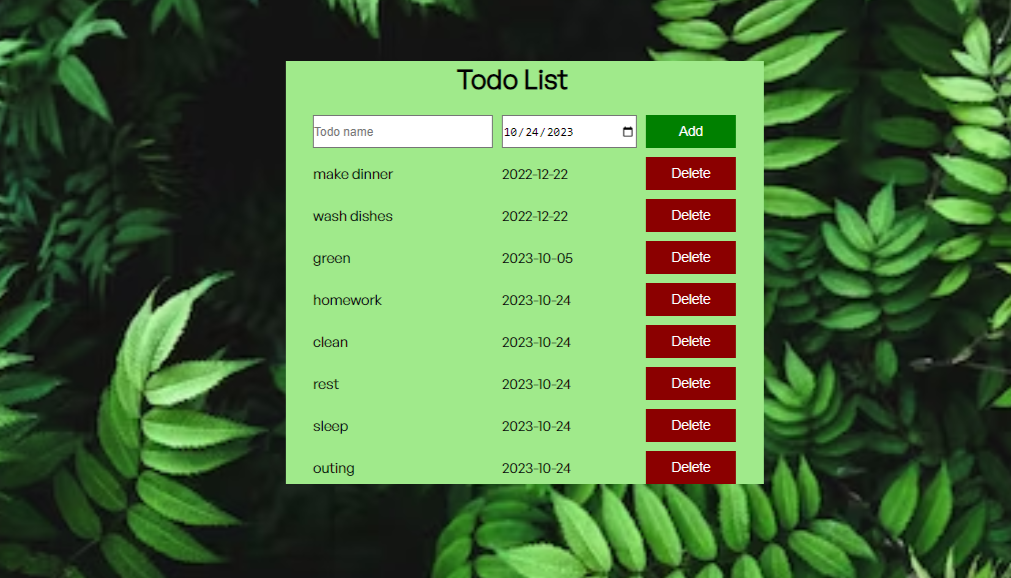 Todo List
Todo name 10/24/2023 Add
make dinner 2022-12-22 Delete
wash dishes 2022-12-22 Delete
green 2023-10-05 Delete
homework 2023-10-24 Delete
clean 2023-10-24 Delete
rest 2023-10-24 Delete
sleep 2023-10-24 Delete
outing 2023-10-24 Delete